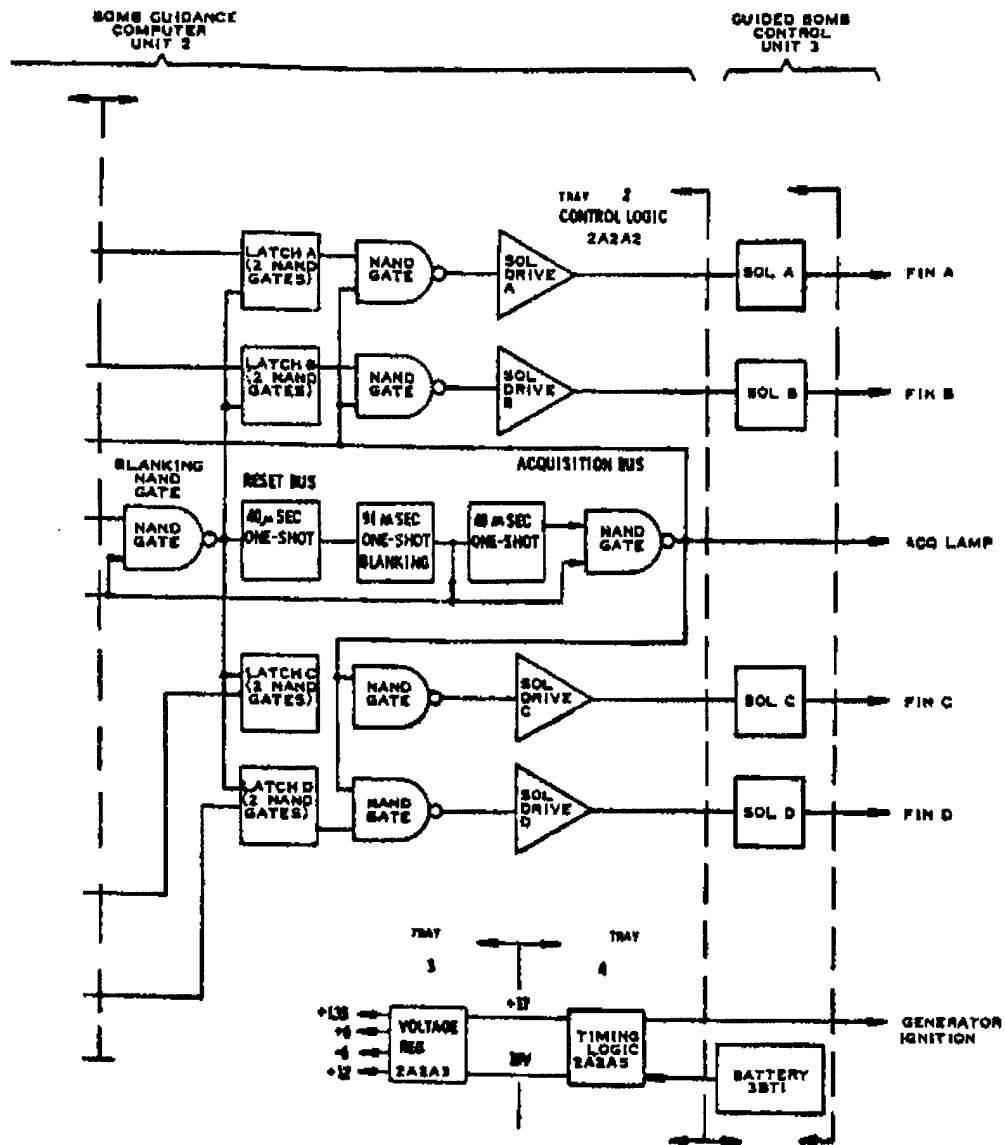 BOMB GUIDANCE
COMPUTER
UNIT 2
GUIDED BOMB
CONTROL
UNIT 3
TRAY 2
CONTROL LOGIC
2A2A2
LATCH A
(2 NAND
GATES)
NAND
GATE
SOL
DRIVE
A
SOL. A
FIN A
LATCH B
(2 NAND
GATES)
NAND
GATE
SOL
DRIVE
B
SOL B
FIN B
BLANKING
NAND
GATE
RESET BUS
ACQUISITION BUS
NAND
GATE
40μ SEC
ONE-SHOT
ONE-SHOT
BLANKING
ONE-SHOT
NAND
GATE
ACQ LAMP
LATCH C
(2 NAND
GATES)
NAND
GATE
SOL
DRIVE
C
SOL C
FIN C
LATCH D
(2 NAND
GATES)
NAND
GATE
SOL
DRIVE
D
SOL D
FIN D
TRAY
3
TRAY
4
VOLTAGE
REG
2A2A3
TIMING
LOGIC
2A2A5
GENERATOR
IGNITION
BATTERY
3BT1